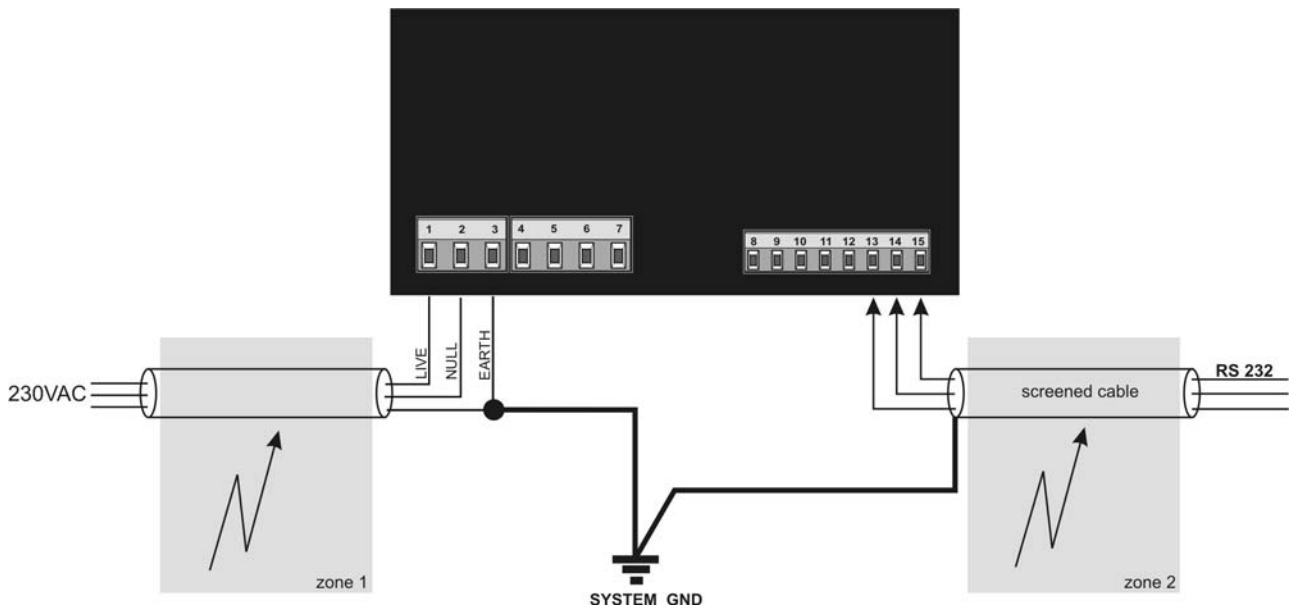 1 2 3 4 5 6 7
8 9 10 11 12 13 14 15
LIVE
NULL
EARTH
230VAC
RS 232
screened cable
zone 1
zone 2
SYSTEM GND